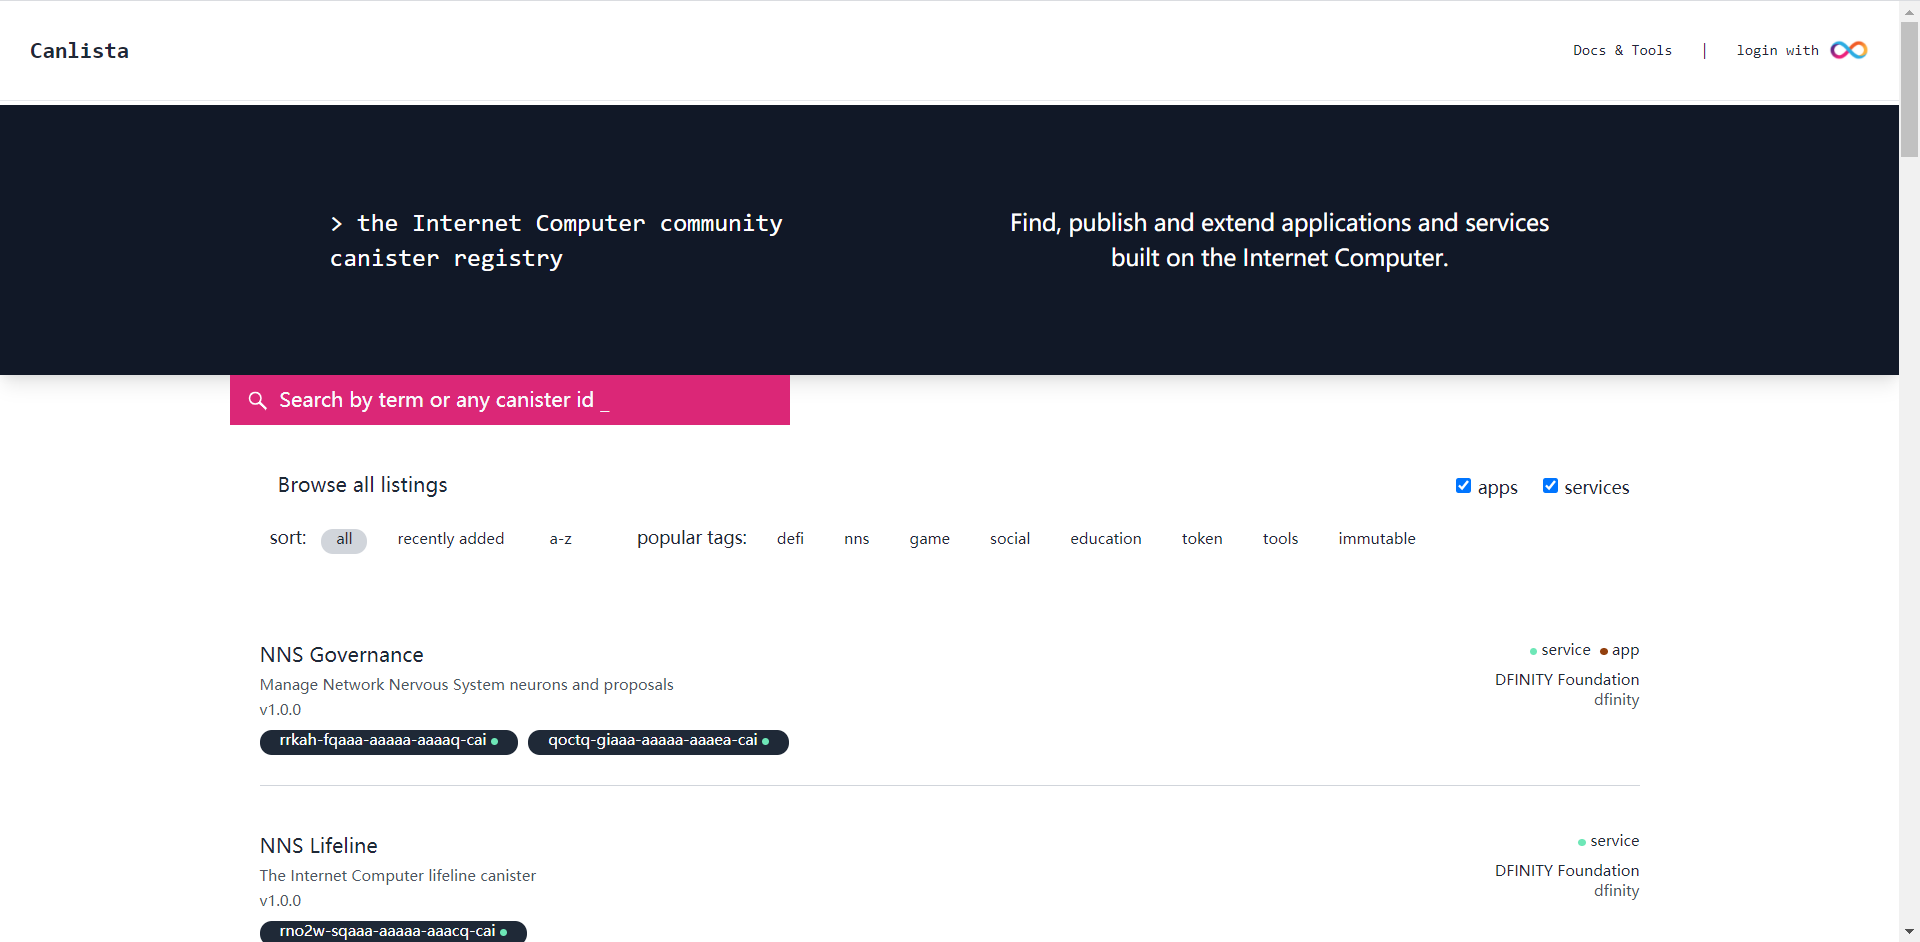 Canlista
Docs & Tools | login with
> the Internet Computer community
canister registry
Find, publish and extend applications and services
built on the Internet Computer.
Search by term or any canister id _
Browse all listings
apps services
sort: all recently added a-z popular tags: defi nns game social education token tools immutable
NNS Governance
service app
Manage Network Nervous System neurons and proposals
DFINITY Foundation
v1.0.0
dfinity
rrkah-fqaaa-aaaaa-aaaaq-cai qoctq-giaaa-aaaaa-aaaea-cai
NNS Lifeline
service
The Internet Computer lifeline canister
DFINITY Foundation
v1.0.0
dfinity
rno2w-sqaaa-aaaaa-aaacq-cai